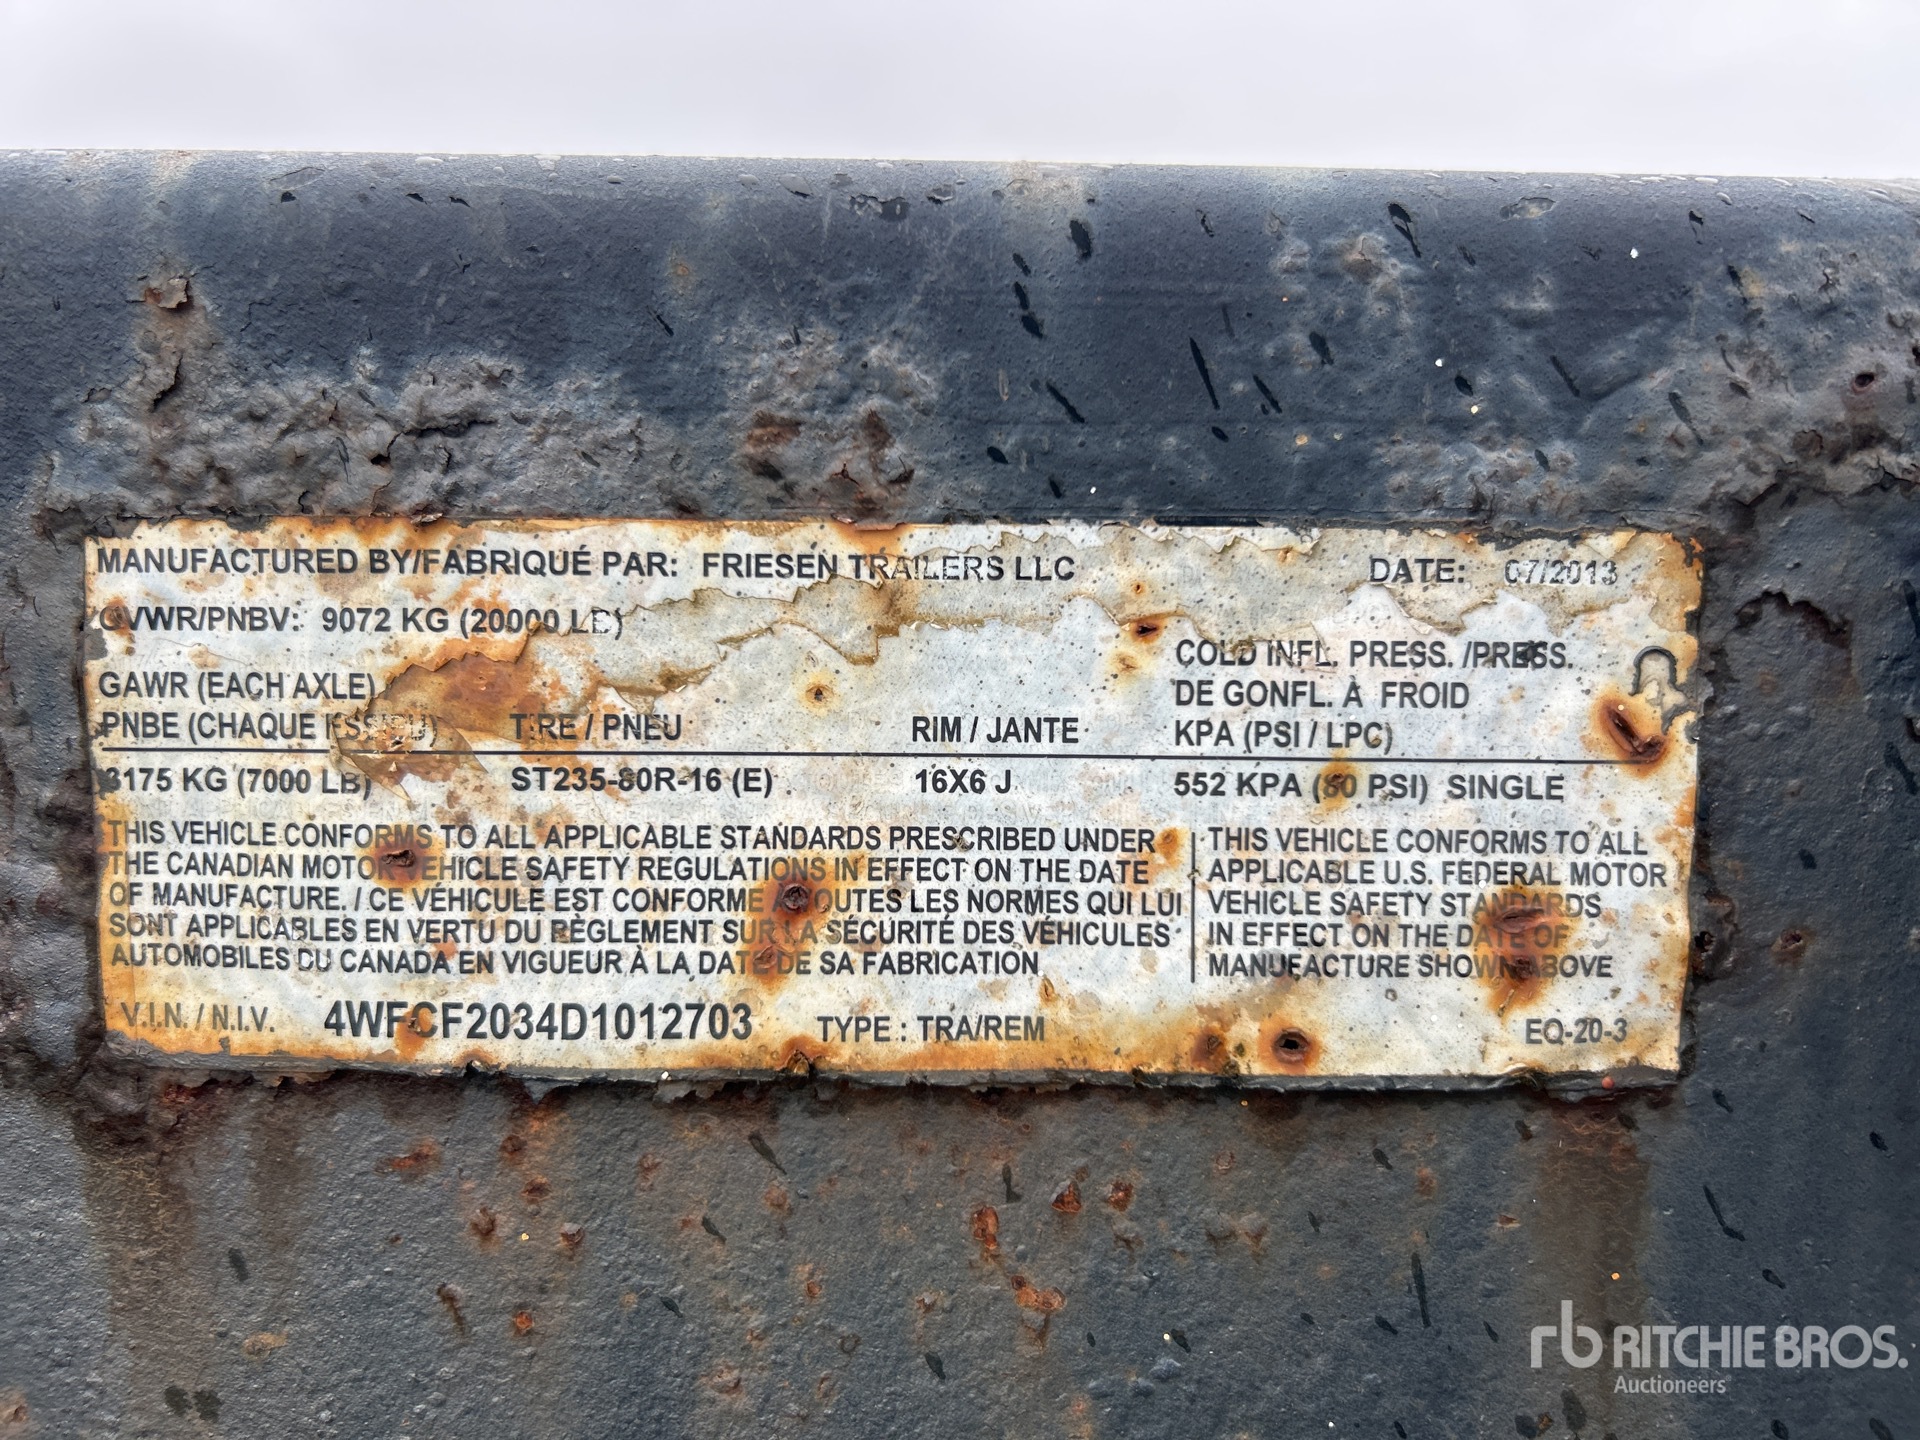 MANUFACTURED BY/FABRIQUÉ PAR: FRIESEN TRAILERS LLC DATE: 07/2013
GVWR/PNBV: 9072 KG (20000 LB)
GAWR (EACH AXLE)
PNBE (CHAQUE ESSIEU) TIRE / PNEU RIM / JANTE
COLD INFL. PRESS. /PRESS.
DE GONFL. À FROID
KPA (PSI / LPC)
3175 KG (7000 LB) ST235-80R-16 (E) 16X6 J 552 KPA (80 PSI) SINGLE
THIS VEHICLE CONFORMS TO ALL APPLICABLE STANDARDS PRESCRIBED UNDER
THE CANADIAN MOTOR VEHICLE SAFETY REGULATIONS IN EFFECT ON THE DATE
OF MANUFACTURE. / CE VÉHICULE EST CONFORME À TOUTES LES NORMES QUI LUI
SONT APPLICABLES EN VERTU DU RÈGLEMENT SUR LA SÉCURITÉ DES VÉHICULES
AUTOMOBILES DU CANADA EN VIGUEUR À LA DATE DE SA FABRICATION
THIS VEHICLE CONFORMS TO ALL
APPLICABLE U.S. FEDERAL MOTOR
VEHICLE SAFETY STANDARDS
IN EFFECT ON THE DATE OF
MANUFACTURE SHOWN ABOVE
V.I.N. / N.I.V. 4WFCF2034D1012703 TYPE : TRA/REM EQ-20-3
rb RITCHIE BROS.
Auctioneers